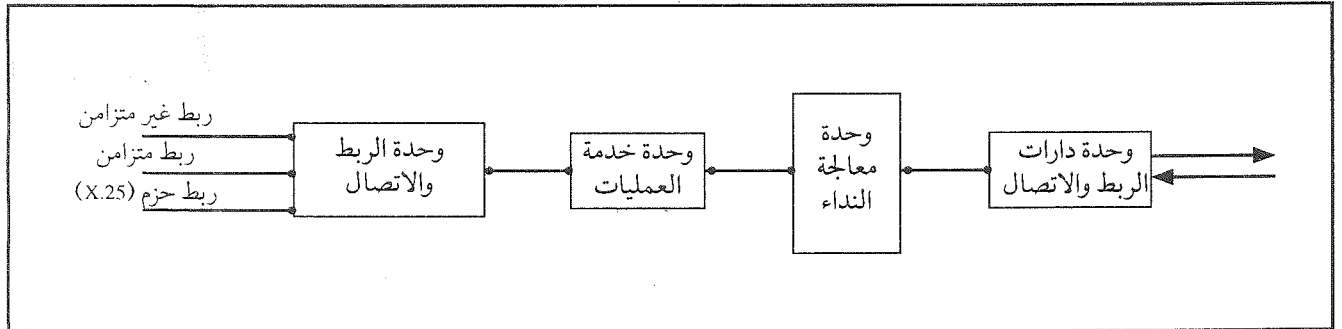 ربط غير متزامن
ربط متزامن
ربط حزم (X.25)
وحدة الربط
والاتصال
وحدة خدمة
العمليات
وحدة
معالجة
النداء
وحدة دارات
الربط والاتصال